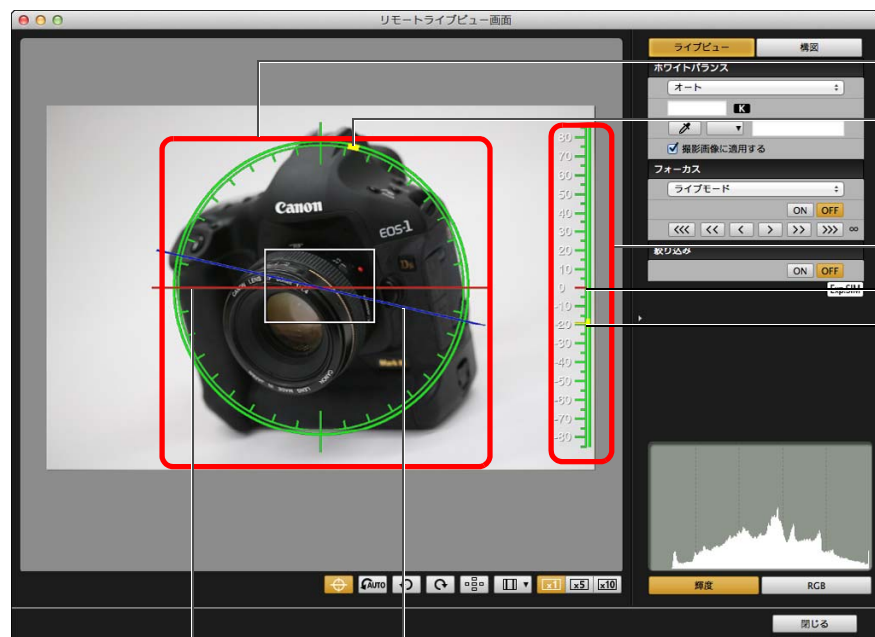 リモートライブビュー画面
ライブビュー 構図
ホワイトバランス
オート
K
撮影画像に適用する
フォーカス
ライブモード
ON OFF
<<< << < > >> >>> ∞
絞り込み
ON OFF
Exp.SIM
80
70
60
50
40
30
20
10
0
-10
-20
-30
-40
-50
-60
-70
-80
Canon
EOS-1
Ds
Mark
AUTO
x1 x5 x10
輝度 RGB
閉じる